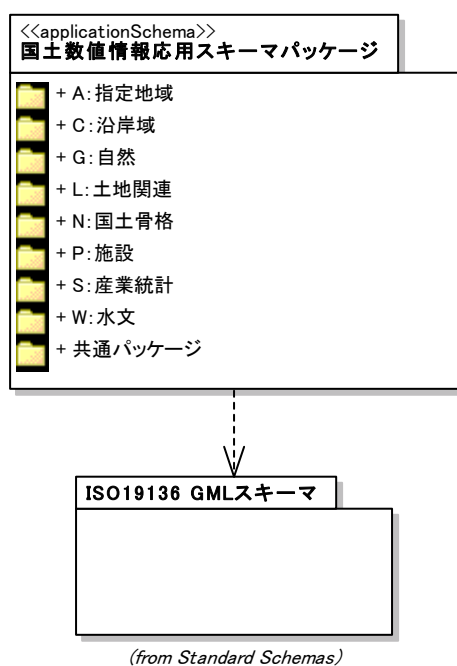 <<applicationSchema>>
国土数値情報応用スキーマパッケージ
+ A:指定地域
+ C:沿岸域
+ G:自然
+ L:土地関連
+ N:国土骨格
+ P:施設
+ S:産業統計
+ W:水文
+ 共通パッケージ
ISO19136 GMLスキーマ
(from Standard Schemas)